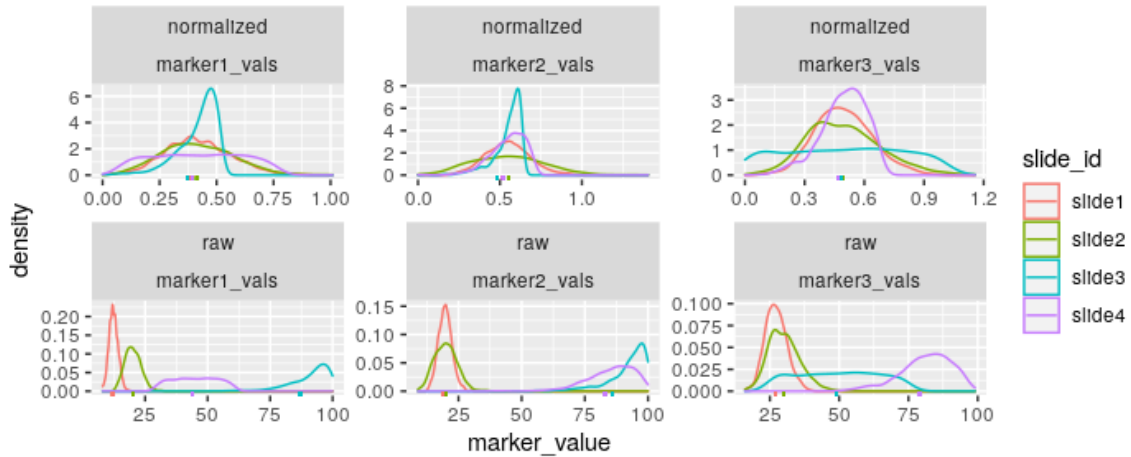 normalized normalized normalized
marker1_vals marker2_vals marker3_vals
6 4 2 0
0.00 0.25 0.50 0.75 1.00
8 6 4 2 0
0.0 0.5 1.0
3 2 1 0
0.0 0.3 0.6 0.9 1.2
raw raw raw
marker1_vals marker2_vals marker3_vals
0.20 0.15 0.10 0.05 0.00
25 50 75 100
0.15 0.10 0.05 0.00
25 50 75 100
0.100 0.075 0.050 0.025 0.000
25 50 75 100
density
marker_value
slide_id
slide1
slide2
slide3
slide4